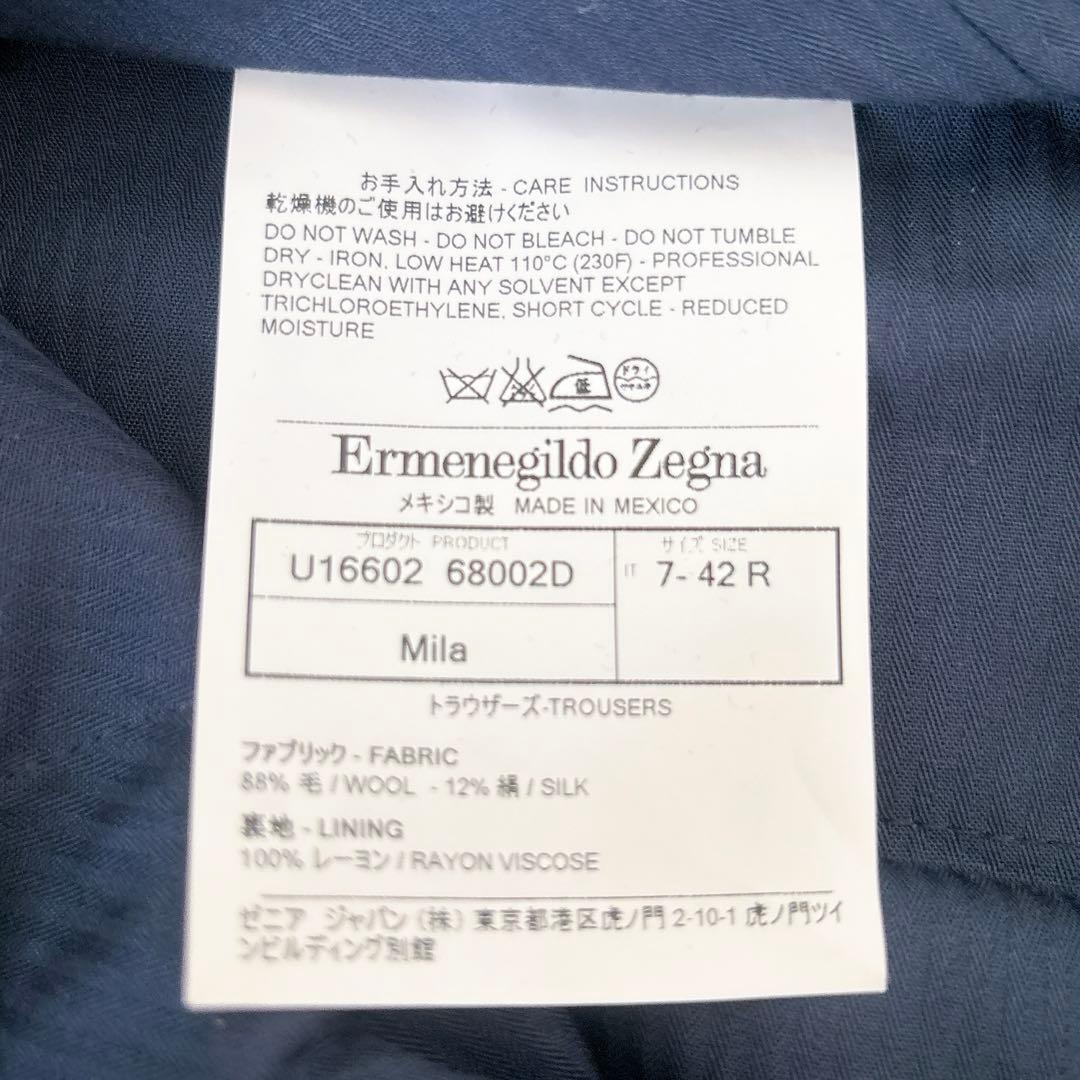 お手入れ方法 - CARE INSTRUCTIONS
乾燥機のご使用はお避けください
DO NOT WASH - DO NOT BLEACH - DO NOT TUMBLE
DRY - IRON, LOW HEAT 110°C (230F) - PROFESSIONAL
DRYCLEAN WITH ANY SOLVENT EXCEPT
TRICHLOROETHYLENE, SHORT CYCLE - REDUCED
MOISTURE
低 ドライ
Ermenegildo Zegna
メキシコ製 MADE IN MEXICO
プロダクト PRODUCT サイズ SIZE
U16602 68002D IT 7- 42 R
Mila
トラウザーズ-TROUSERS
ファブリック - FABRIC
88% 毛 / WOOL - 12% 絹 / SILK
裏地 - LINING
100% レーヨン / RAYON VISCOSE
ゼニア ジャパン (株) 東京都港区虎ノ門 2-10-1 虎ノ門ツイ
ンビルディング別館